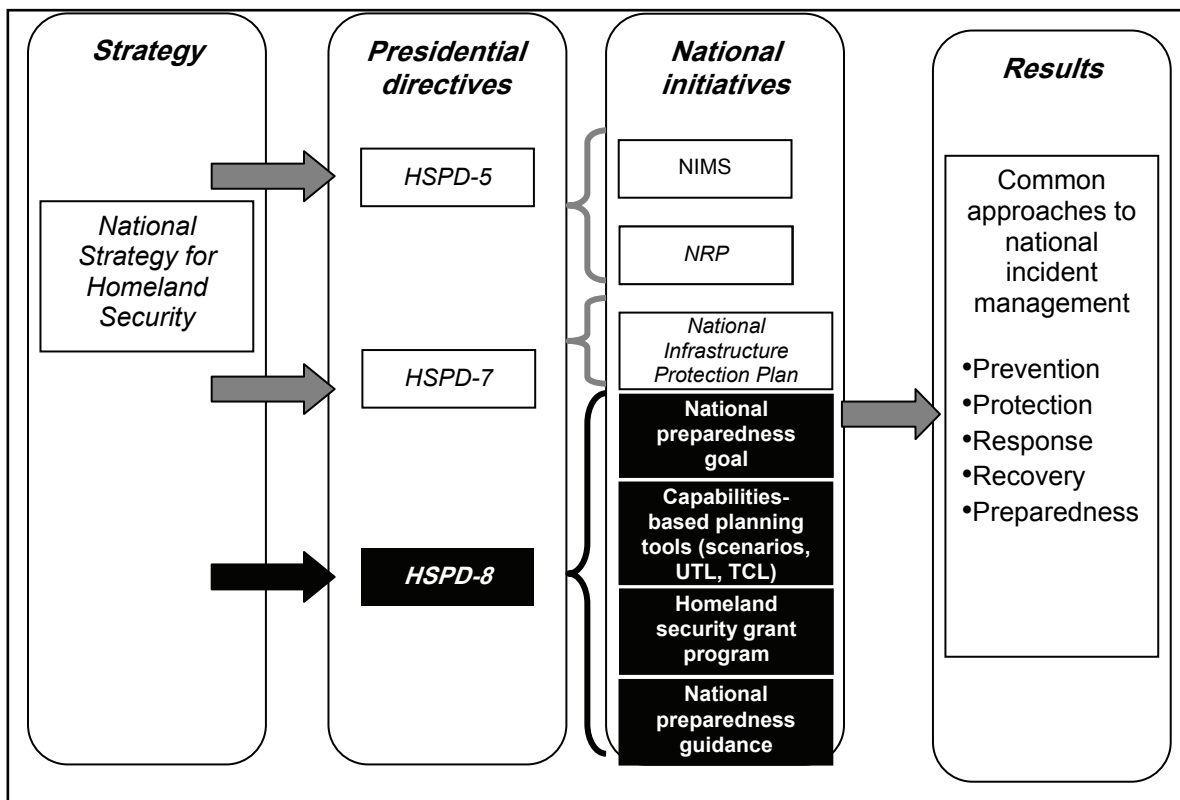 Strategy
National
Strategy for
Homeland
Security
Presidential
directives
HSPD-5
HSPD-7
HSPD-8
National
initiatives
NIMS
NRP
National
Infrastructure
Protection Plan
National
preparedness
goal
Capabilities-
based planning
tools (scenarios,
UTL, TCL)
Homeland
security grant
program
National
preparedness
guidance
Results
Common
approaches to
national
incident
management
•Prevention
•Protection
•Response
•Recovery
•Preparedness